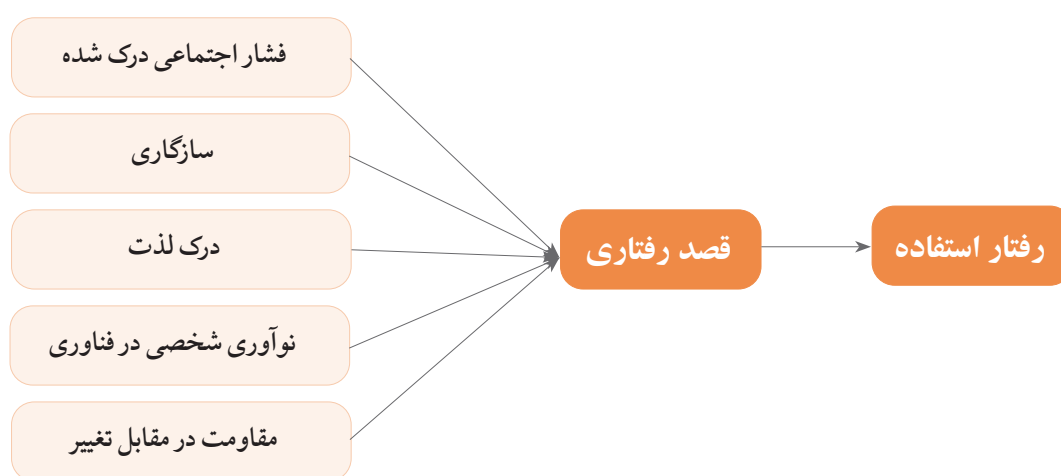 فشار اجتماعی درک شده
سازگاری
درک لذت
نوآوری شخصی در فناوری
مقاومت در مقابل تغییر
قصد رفتاری
رفتار استفاده